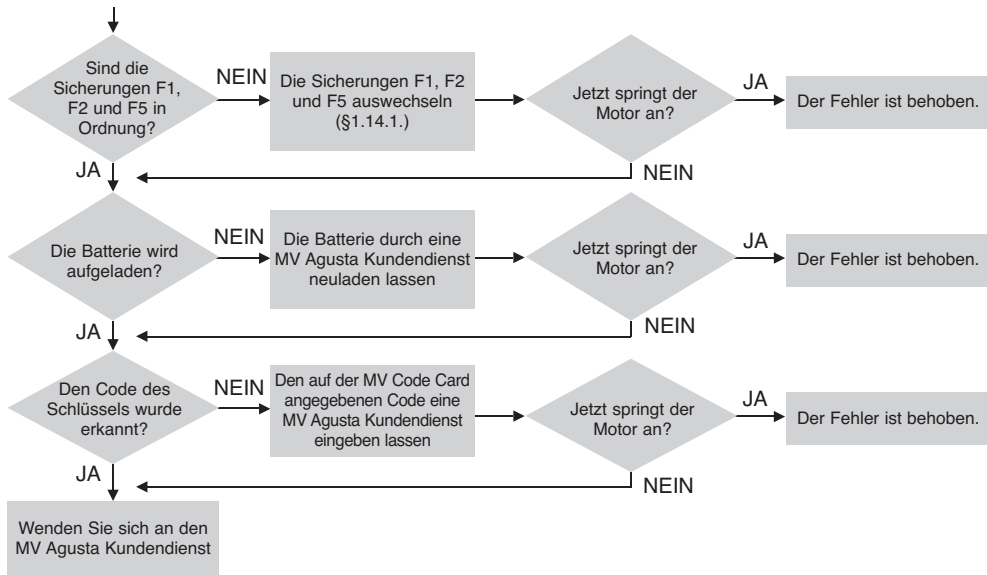 Sind die
Sicherungen F1,
F2 und F5 in
Ordnung?
NEIN
Die Sicherungen F1, F2
und F5 auswechseln
(§1.14.1.)
Jetzt springt der
Motor an?
JA
Der Fehler ist behoben.
JA
NEIN
Die Batterie wird
aufgeladen?
NEIN
Die Batterie durch eine
MV Agusta Kundendienst
neuladen lassen
Jetzt springt der
Motor an?
JA
Der Fehler ist behoben.
JA
NEIN
Den Code des
Schlüssels wurde
erkannt?
NEIN
Den auf der MV Code Card
angegebenen Code eine
MV Agusta Kundendienst
eingeben lassen
Jetzt springt der
Motor an?
JA
Der Fehler ist behoben.
JA
NEIN
Wenden Sie sich an den
MV Agusta Kundendienst